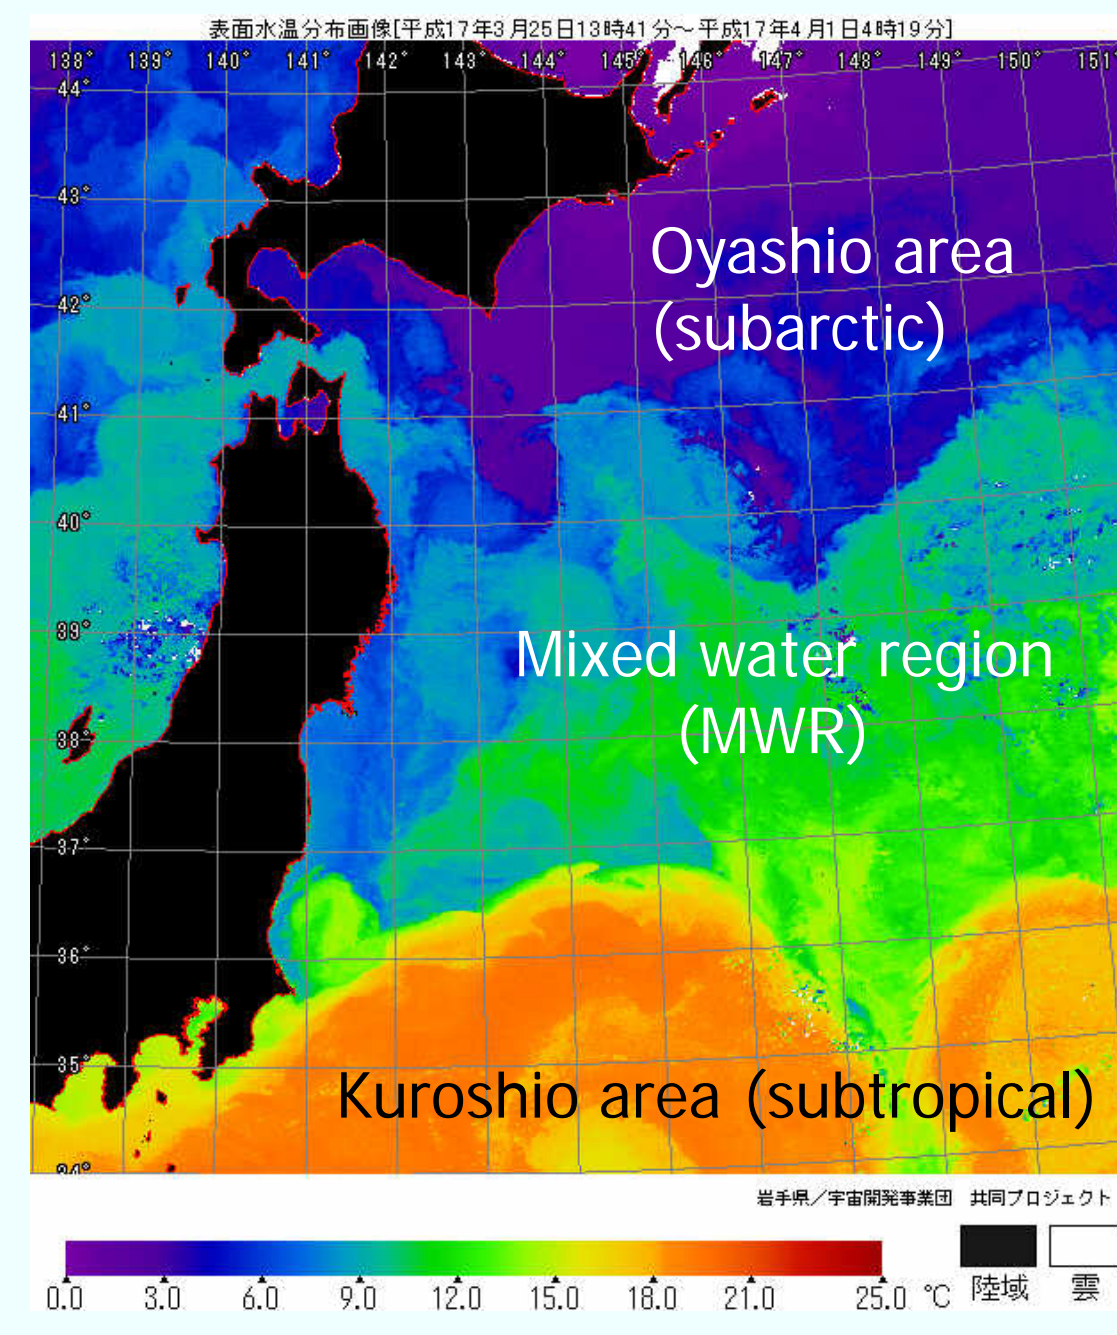 表面水温分布画像[平成17年3月25日13時41分～平成17年4月1日4時19分]
138° 139° 140° 141° 142° 143° 144° 145° 146° 147° 148° 149° 150° 151°
44°
43°
Oyashio area
(subarctic)
42°
41°
40°
39°
Mixed water region
(MWR)
38°
37°
36°
35°
Kuroshio area (subtropical)
34°
岩手県／宇宙開発事業団 共同プロジェクト
0.0 3.0 6.0 9.0 12.0 15.0 18.0 21.0 25.0 ℃ 陸域 雲